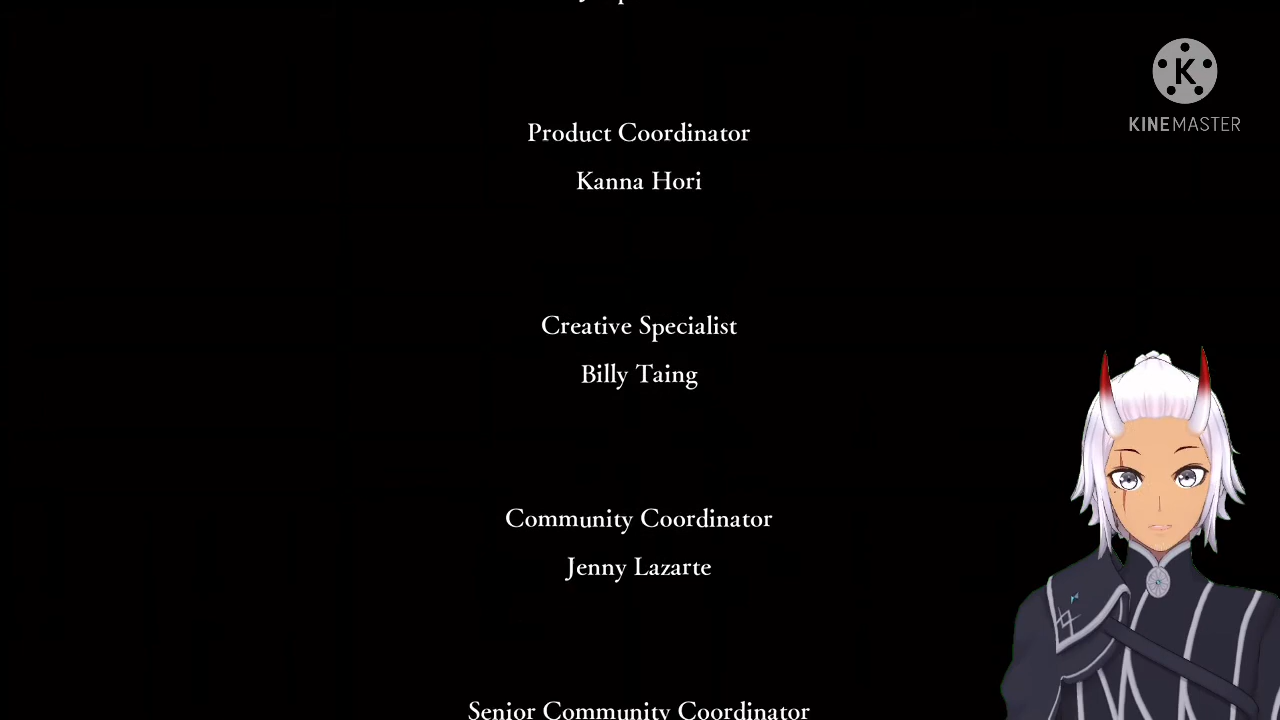 Product Coordinator
Kanna Hori
K
KINEMASTER
Creative Specialist
Billy Taing
Community Coordinator
Jenny Lazarte
Senior Community Coordinator